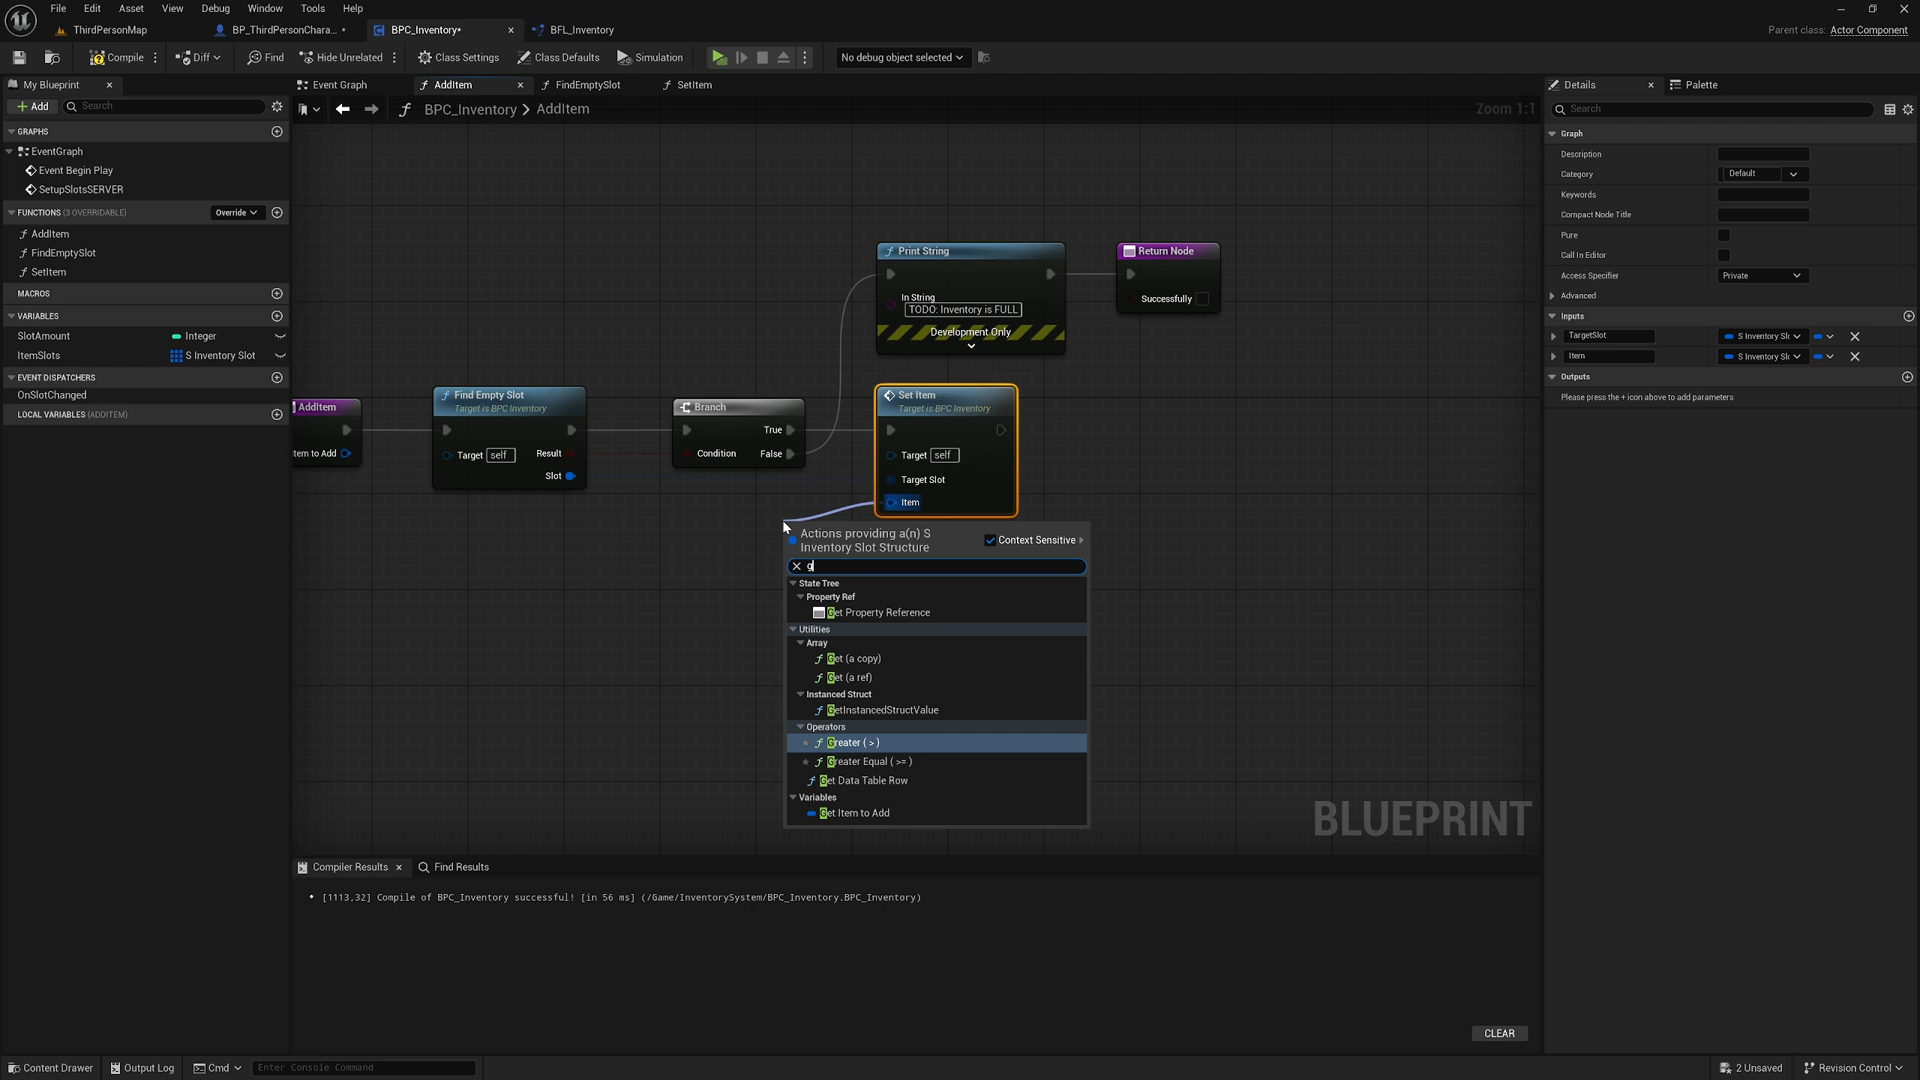 File Edit Asset View Debug Window Tools Help
ThirdPersonMap BP_ThirdPersonChara... • BPC_Inventory• BFL_Inventory Parent class: Actor Component
Compile Diff Find Hide Unrelated Class Settings Class Defaults Simulation No debug object selected
My Blueprint
Add Search
GRAPHS
EventGraph
Event Begin Play
SetupSlotsSERVER
FUNCTIONS (3 OVERRIDABLE) Override
AddItem
FindEmptySlot
SetItem
MACROS
VARIABLES
SlotAmount Integer
ItemSlots S Inventory Slot
EVENT DISPATCHERS
OnSlotChanged
LOCAL VARIABLES (ADDITEM)
Event Graph AddItem FindEmptySlot SetItem
BPC_Inventory > AddItem Zoom 1:1
Print String
In String
TODO: Inventory is FULL
Development Only
Return Node
Successfully
AddItem
tem to Add
Find Empty Slot
Target is BPC Inventory
Target self Result
Slot
Branch
True
Condition False
Set Item
Target is BPC Inventory
Target self
Target Slot
Item
Actions providing a(n) S
Inventory Slot Structure
Context Sensitive
g
State Tree
Property Ref
Get Property Reference
Utilities
Array
Get (a copy)
Get (a ref)
Instanced Struct
GetInstancedStructValue
Operators
Greater ( > )
Greater Equal ( >= )
Get Data Table Row
Variables
Get Item to Add
BLUEPRINT
Compiler Results Find Results
[1113,32] Compile of BPC_Inventory successful! [in 56 ms] (/Game/InventorySystem/BPC_Inventory.BPC_Inventory)
CLEAR
Details Palette
Search
Graph
Description
Category Default
Keywords
Compact Node Title
Pure
Call In Editor
Access Specifier Private
Advanced
Inputs
TargetSlot S Inventory Slo
Item S Inventory Slo
Outputs
Please press the + icon above to add parameters
Content Drawer Output Log Cmd Enter Console Command 2 Unsaved Revision Control